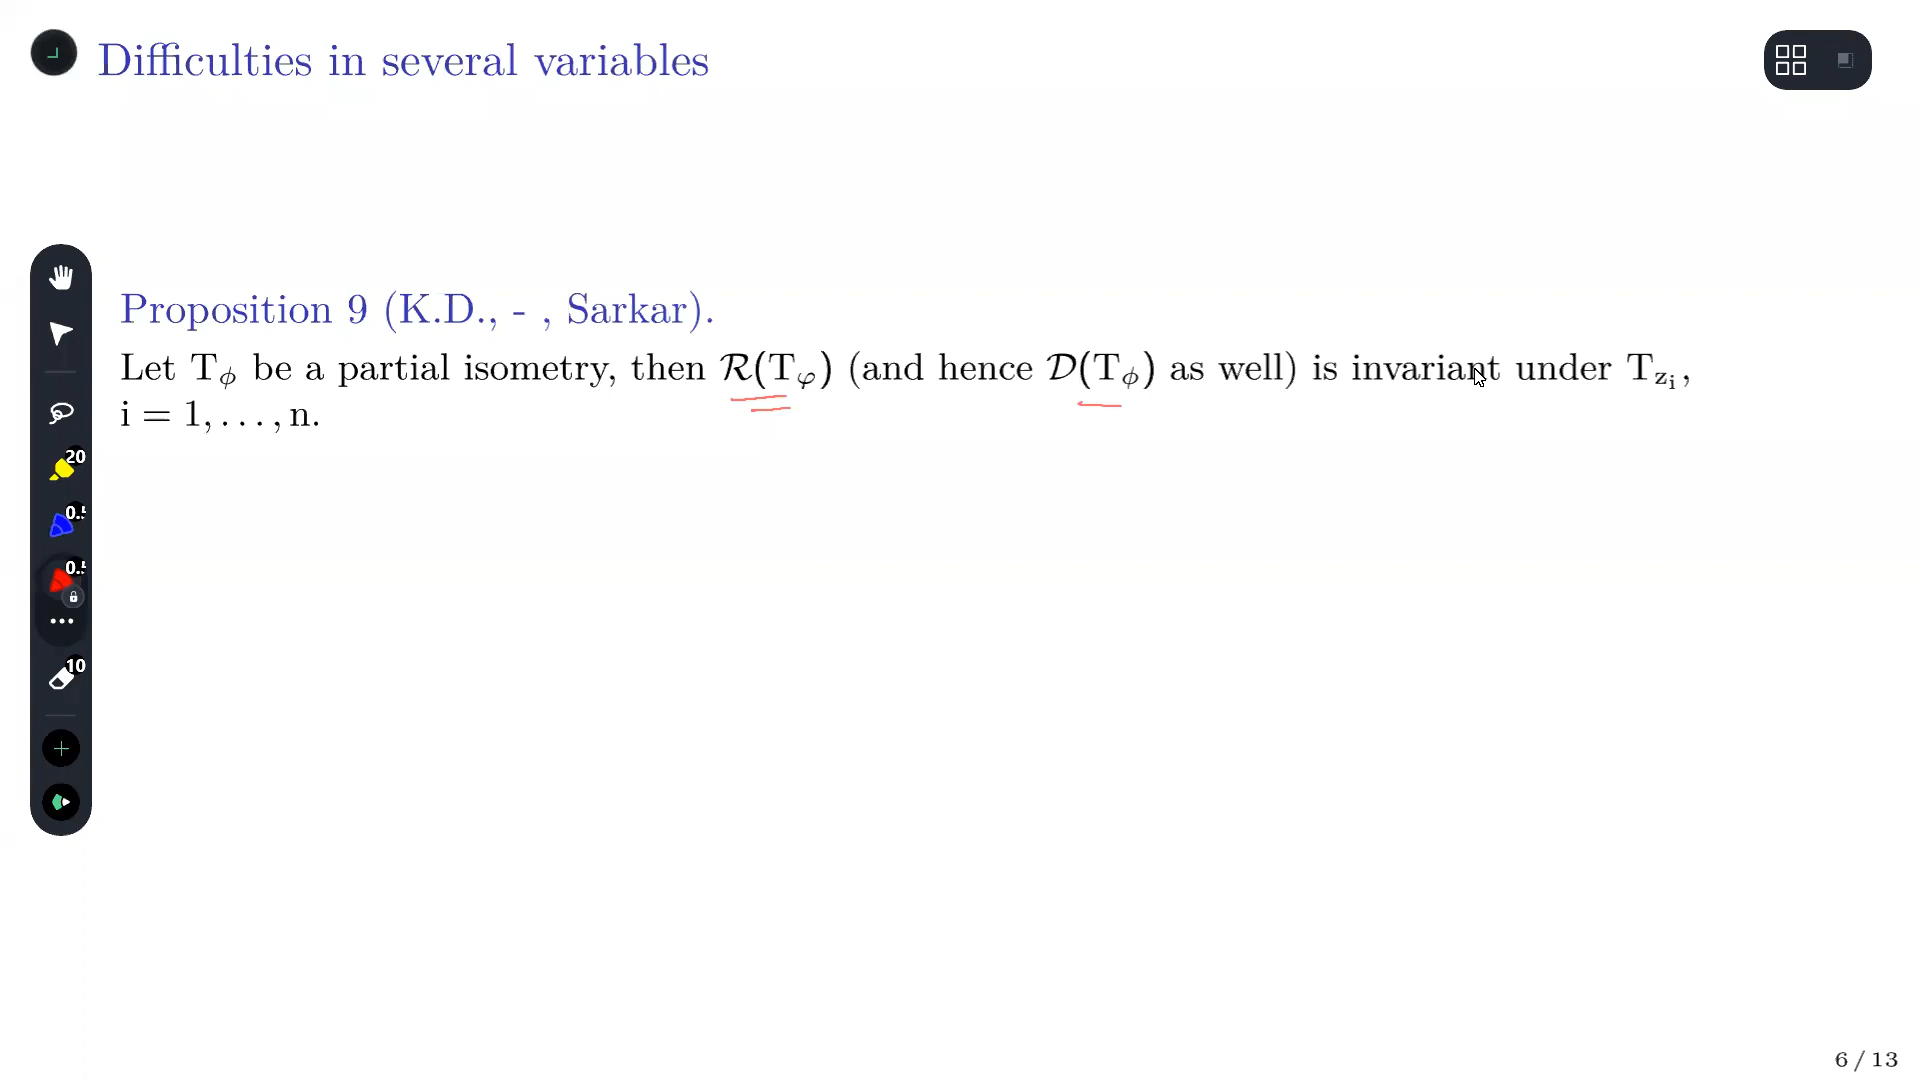 Difficulties in several variables
Proposition 9 (K.D., - , Sarkar).
Let T_ϕ be a partial isometry, then ℛ(T_φ) (and hence 𝒟(T_ϕ) as well) is invariant under T_{z_i},
i = 1, . . . , n.
20
0.5
0.5
10
6 / 13